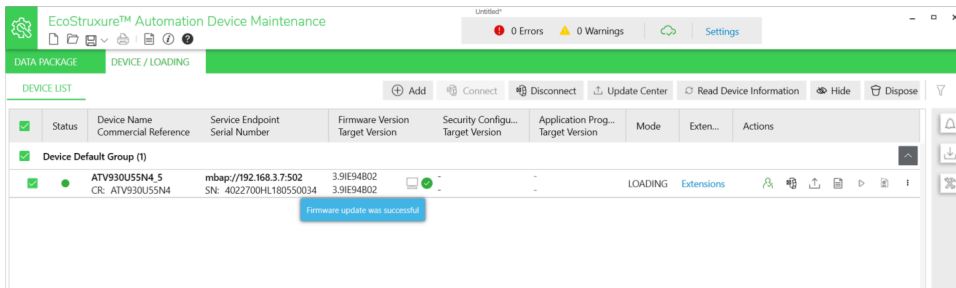 Untitled*
EcoStruxure™ Automation Device Maintenance
0 Errors 0 Warnings Settings
DATA PACKAGE DEVICE / LOADING
DEVICE LIST Add Connect Disconnect Update Center Read Device Information Hide Dispose
Status Device Name Service Endpoint Firmware Version Security Configu... Application Prog... Mode Exten... Actions
Commercial Reference Serial Number Target Version Target Version Target Version
Device Default Group (1)
ATV930U55N4_5 mbap://192.168.3.7:502 3.9IE94B02 - -
CR: ATV930U55N4 SN: 4022700HL180550034 3.9IE94B02 - - LOADING Extensions
Firmware update was successful